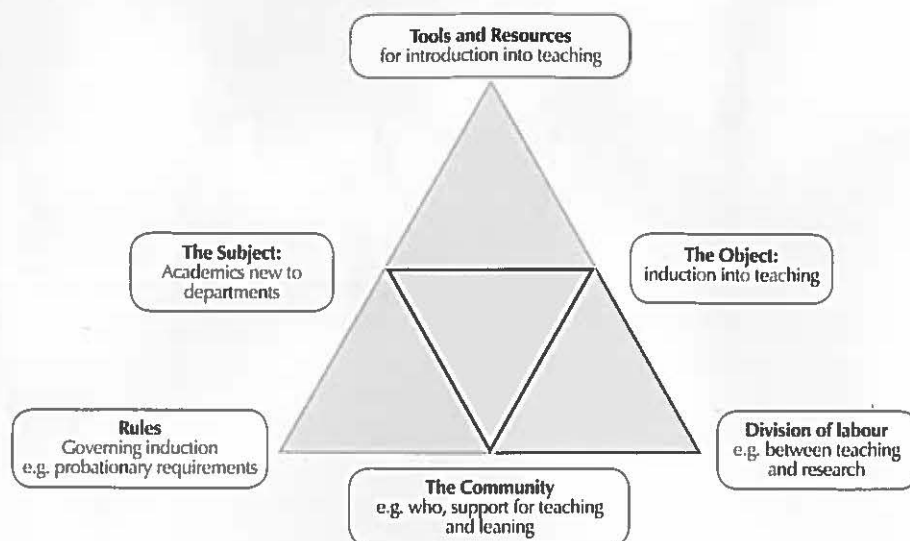 Tools and Resources
for introduction into teaching
The Subject:
Academics new to
departments
The Object:
induction into teaching
Rules
Governing induction
e.g. probationary requirements
The Community
e.g. who, support for teaching
and leaning
Division of labour
e.g. between teaching
and research